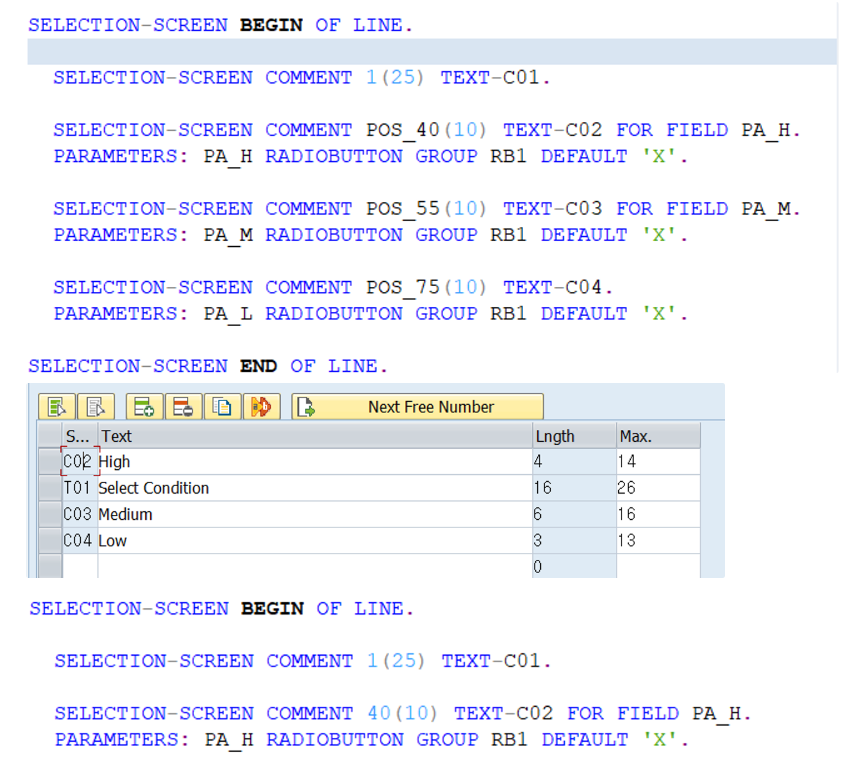 SELECTION-SCREEN BEGIN OF LINE.
SELECTION-SCREEN COMMENT 1(25) TEXT-C01.
SELECTION-SCREEN COMMENT POS_40(10) TEXT-C02 FOR FIELD PA_H.
PARAMETERS: PA_H RADIOBUTTON GROUP RB1 DEFAULT 'X'.
SELECTION-SCREEN COMMENT POS_55(10) TEXT-C03 FOR FIELD PA_M.
PARAMETERS: PA_M RADIOBUTTON GROUP RB1 DEFAULT 'X'.
SELECTION-SCREEN COMMENT POS_75(10) TEXT-C04.
PARAMETERS: PA_L RADIOBUTTON GROUP RB1 DEFAULT 'X'.
SELECTION-SCREEN END OF LINE.
Next Free Number
S... Text Lngth Max.
C02 High 4 14
T01 Select Condition 16 26
C03 Medium 6 16
C04 Low 3 13
0
SELECTION-SCREEN BEGIN OF LINE.
SELECTION-SCREEN COMMENT 1(25) TEXT-C01.
SELECTION-SCREEN COMMENT 40(10) TEXT-C02 FOR FIELD PA_H.
PARAMETERS: PA_H RADIOBUTTON GROUP RB1 DEFAULT 'X'.